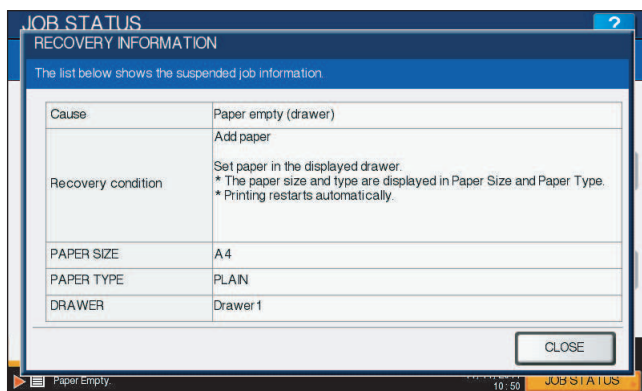 JOB STATUS
?
RECOVERY INFORMATION
The list below shows the suspended job information.
Cause
Paper empty (drawer)
Recovery condition
Add paper
Set paper in the displayed drawer.
* The paper size and type are displayed in Paper Size and Paper Type.
* Printing restarts automatically.
PAPER SIZE
A4
PAPER TYPE
PLAIN
DRAWER
Drawer1
CLOSE
Paper Empty.
10:50
JOB STATUS